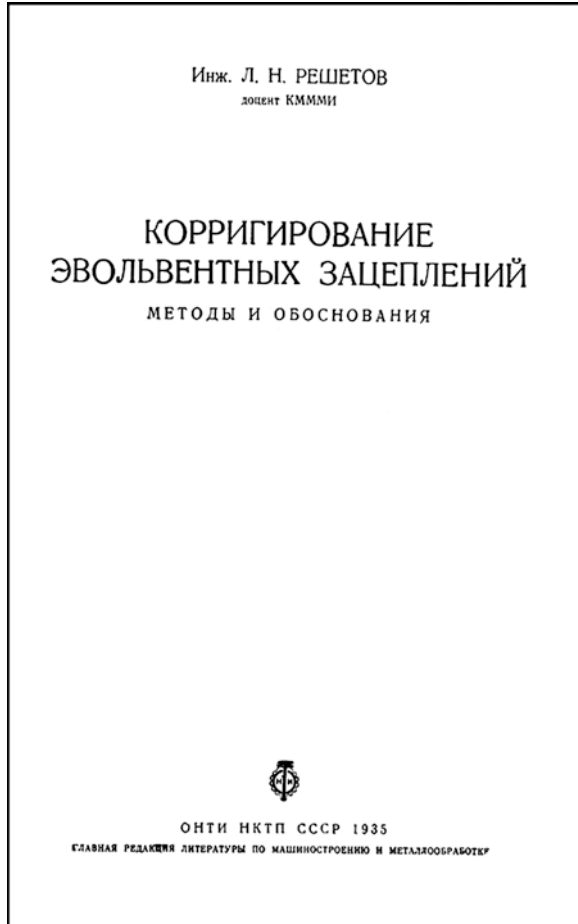 Инж. Л. Н. РЕШЕТОВ
доцент КМММИ
КОРРИГИРОВАНИЕ
ЭВОЛЬВЕНТНЫХ ЗАЦЕПЛЕНИЙ
МЕТОДЫ И ОБОСНОВАНИЯ
ОНТИ НКТП СССР 1935
ГЛАВНАЯ РЕДАКЦИЯ ЛИТЕРАТУРЫ ПО МАШИНОСТРОЕНИЮ И МЕТАЛЛООБРАБОТКЕ